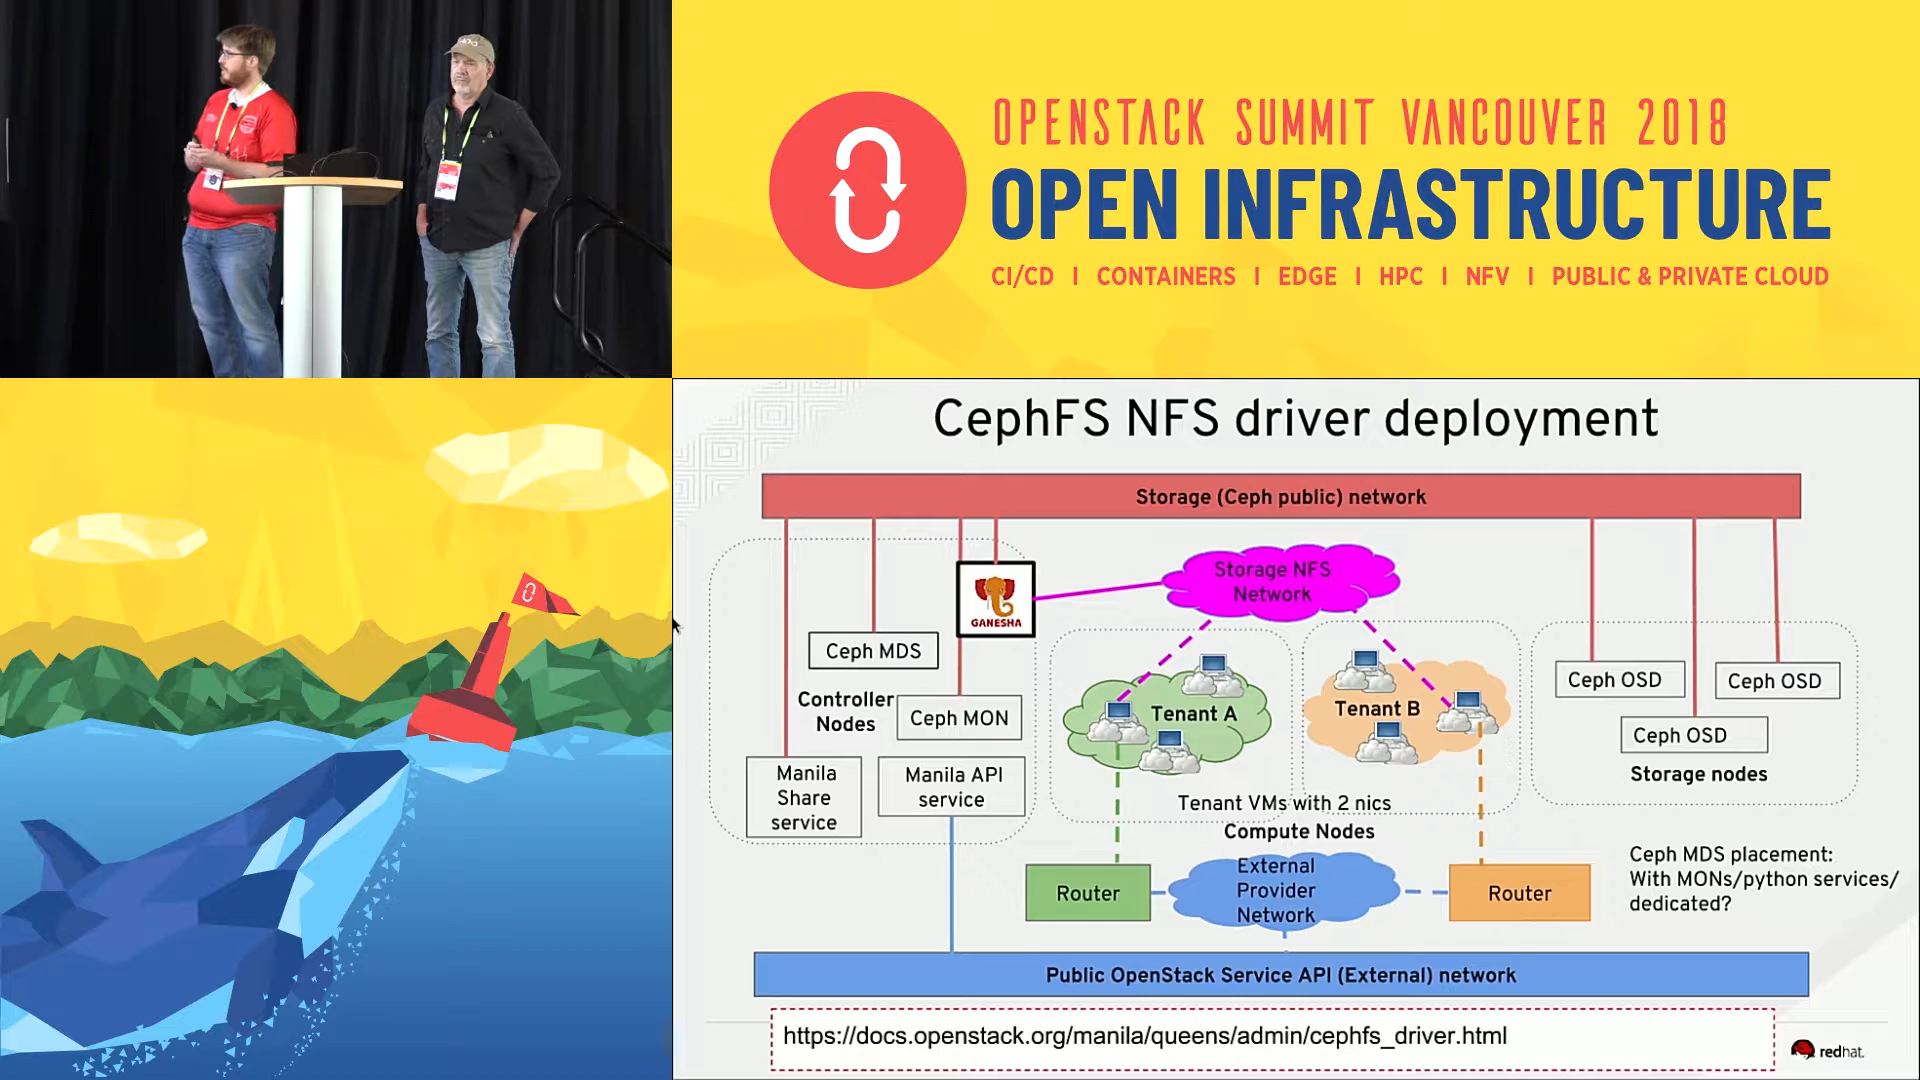 OPENSTACK SUMMIT VANCOUVER 2018
OPEN INFRASTRUCTURE
CI/CD | CONTAINERS | EDGE | HPC | NFV | PUBLIC & PRIVATE CLOUD
CephFS NFS driver deployment
Storage (Ceph public) network
Storage NFS
Network
GANESHA
Ceph MDS
Controller
Nodes
Ceph MON
Manila
Share
service
Manila API
service
Tenant A
Tenant B
Tenant VMs with 2 nics
Compute Nodes
Ceph OSD
Ceph OSD
Ceph OSD
Storage nodes
Router
External
Provider
Network
Router
Ceph MDS placement:
With MONs/python services/
dedicated?
Public OpenStack Service API (External) network
https://docs.openstack.org/manila/queens/admin/cephfs_driver.html
redhat.